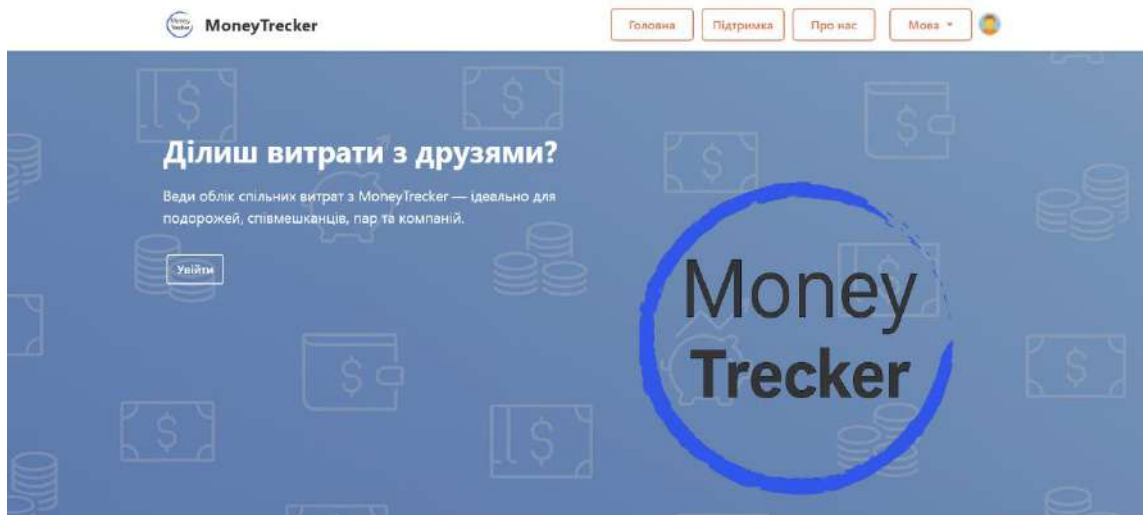 Money
Trecker
MoneyTrecker
Головна
Підтримка
Про нас
Мова
Ділиш витрати з друзями?
Веди облік спільних витрат з MoneyTrecker — ідеально для
подорожей, співмешканців, пар та компаній.
Увійти
Money
Trecker